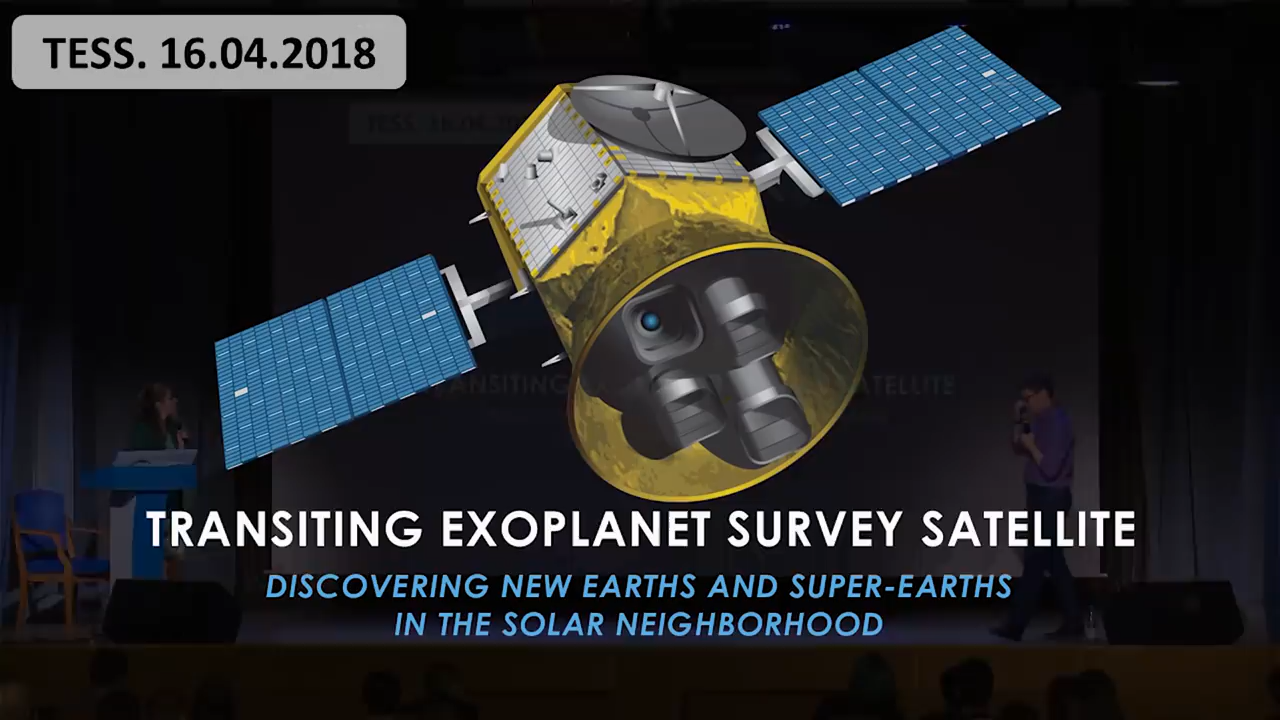 TESS. 16.04.2018
TRANSITING EXOPLANET SURVEY SATELLITE
DISCOVERING NEW EARTHS AND SUPER-EARTHS
IN THE SOLAR NEIGHBORHOOD